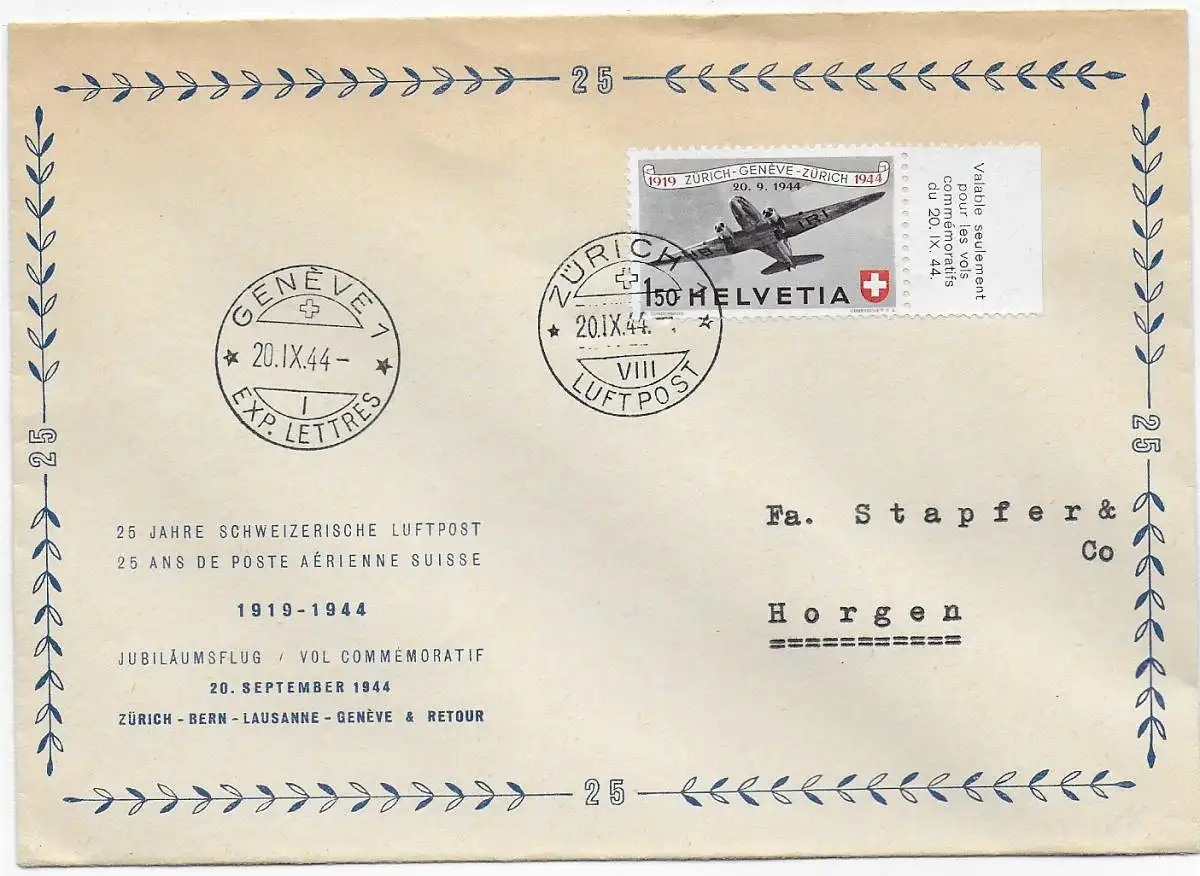 25
1919 ZÜRICH-GENÈVE-ZÜRICH 1944
20. 9. 1944
1.50 HELVETIA
Valable seulement
pour les vols
commémoratifs
du 20. IX. 44.
GENÈVE 1
20.IX.44-
I
EXP. LETTRES
ZÜRICH 1
20.IX.44.-
VIII
LUFTPOST
25
25
25 JAHRE SCHWEIZERISCHE LUFTPOST
25 ANS DE POSTE AÉRIENNE SUISSE
1919-1944
JUBILÄUMSFLUG / VOL COMMÉMORATIF
20. SEPTEMBER 1944
ZÜRICH - BERN - LAUSANNE - GENÈVE & RETOUR
Fa. Stapfer &
Co
Horgen
===========
25